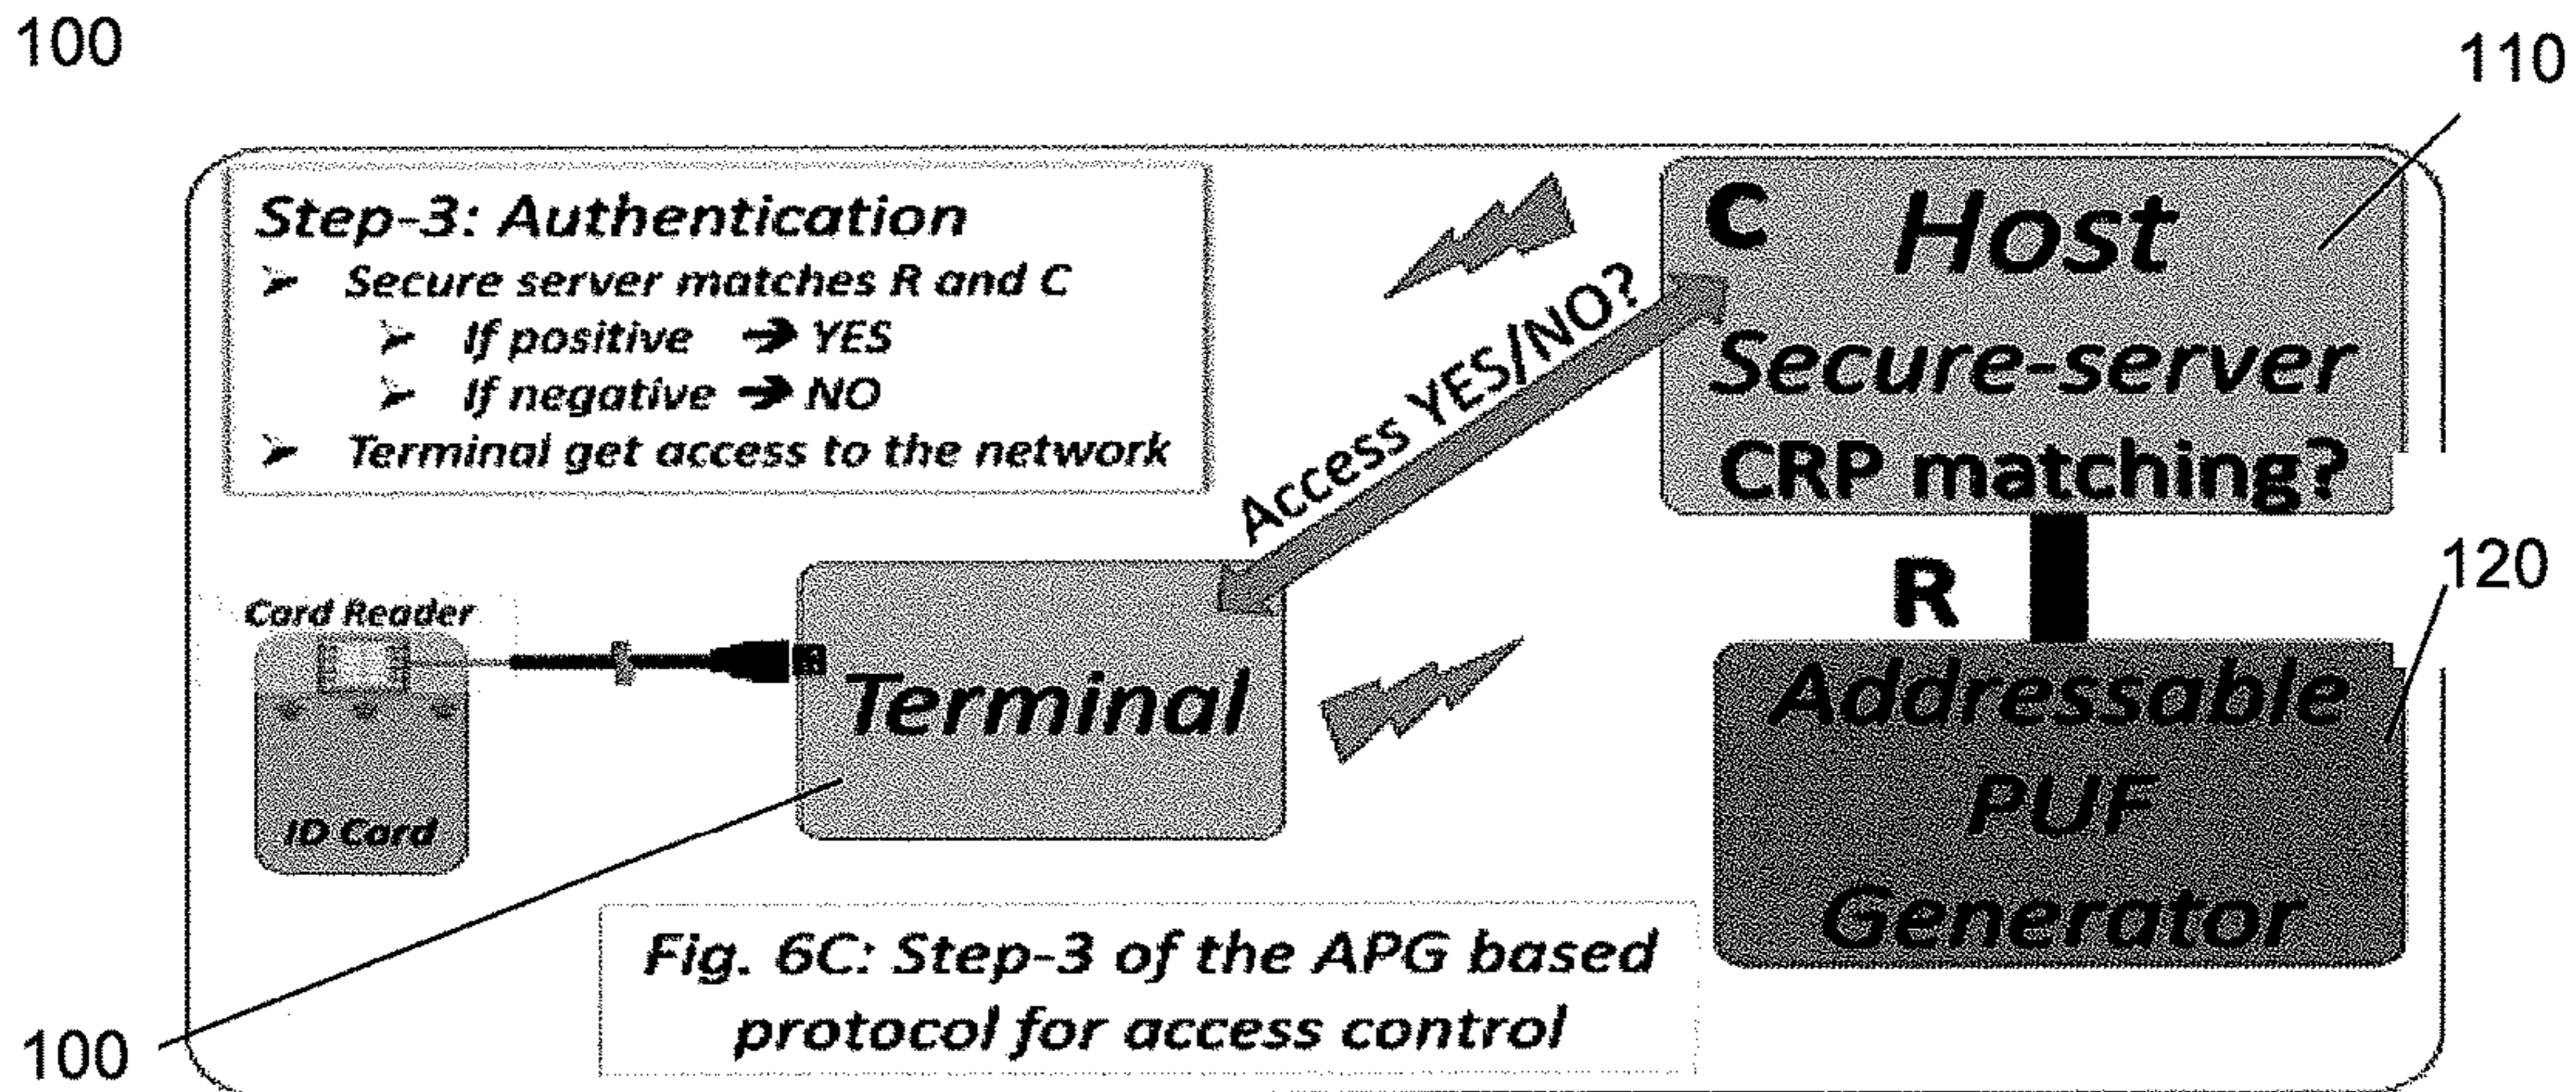 100
110
Step-3: Authentication
➢ Secure server matches R and C
➢ If positive ➔ YES
➢ If negative ➔ NO
➢ Terminal get access to the network
Access YES/NO?
C Host
Secure-server
CRP matching?
R
120
Card Reader
ID Card
Terminal
Addressable
PUF
Generator
Fig. 6C: Step-3 of the APG based
protocol for access control
100